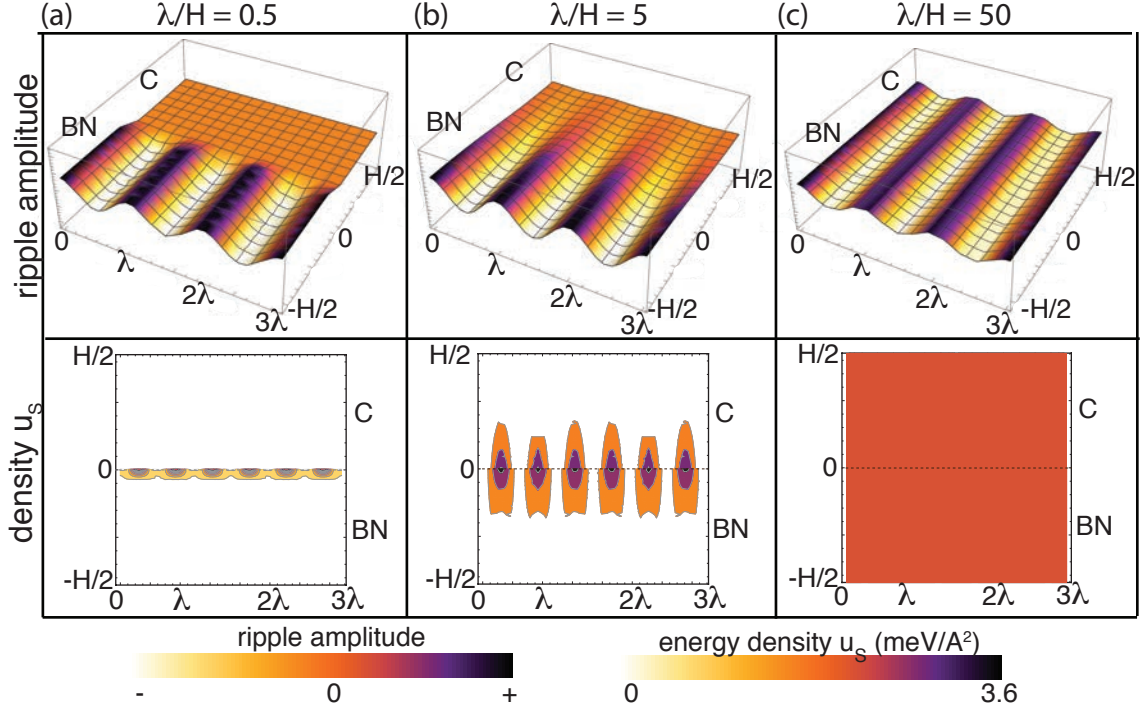 (a) λ/H = 0.5
(b) λ/H = 5
(c) λ/H = 50
ripple amplitude
C
BN
H/2
0
-H/2
0
λ
2λ
3λ
C
BN
H/2
0
-H/2
0
λ
2λ
3λ
C
BN
H/2
0
-H/2
0
λ
2λ
3λ
density uS
H/2
0
-H/2
C
BN
0 λ 2λ 3λ
H/2
0
-H/2
C
BN
0 λ 2λ 3λ
H/2
0
-H/2
C
BN
0 λ 2λ 3λ
ripple amplitude
- 0 +
energy density uS (meV/A²)
0 3.6